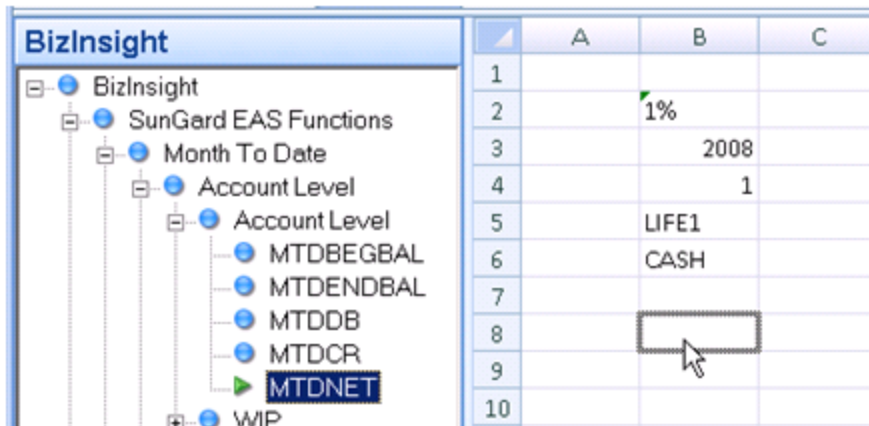 BizInsight
BizInsight
SunGard EAS Functions
Month To Date
Account Level
Account Level
MTDBEGBAL
MTDENDBAL
MTDDB
MTDCR
MTDNET
WIP
A B C
1
2 1%
3 2008
4 1
5 LIFE1
6 CASH
7
8
9
10